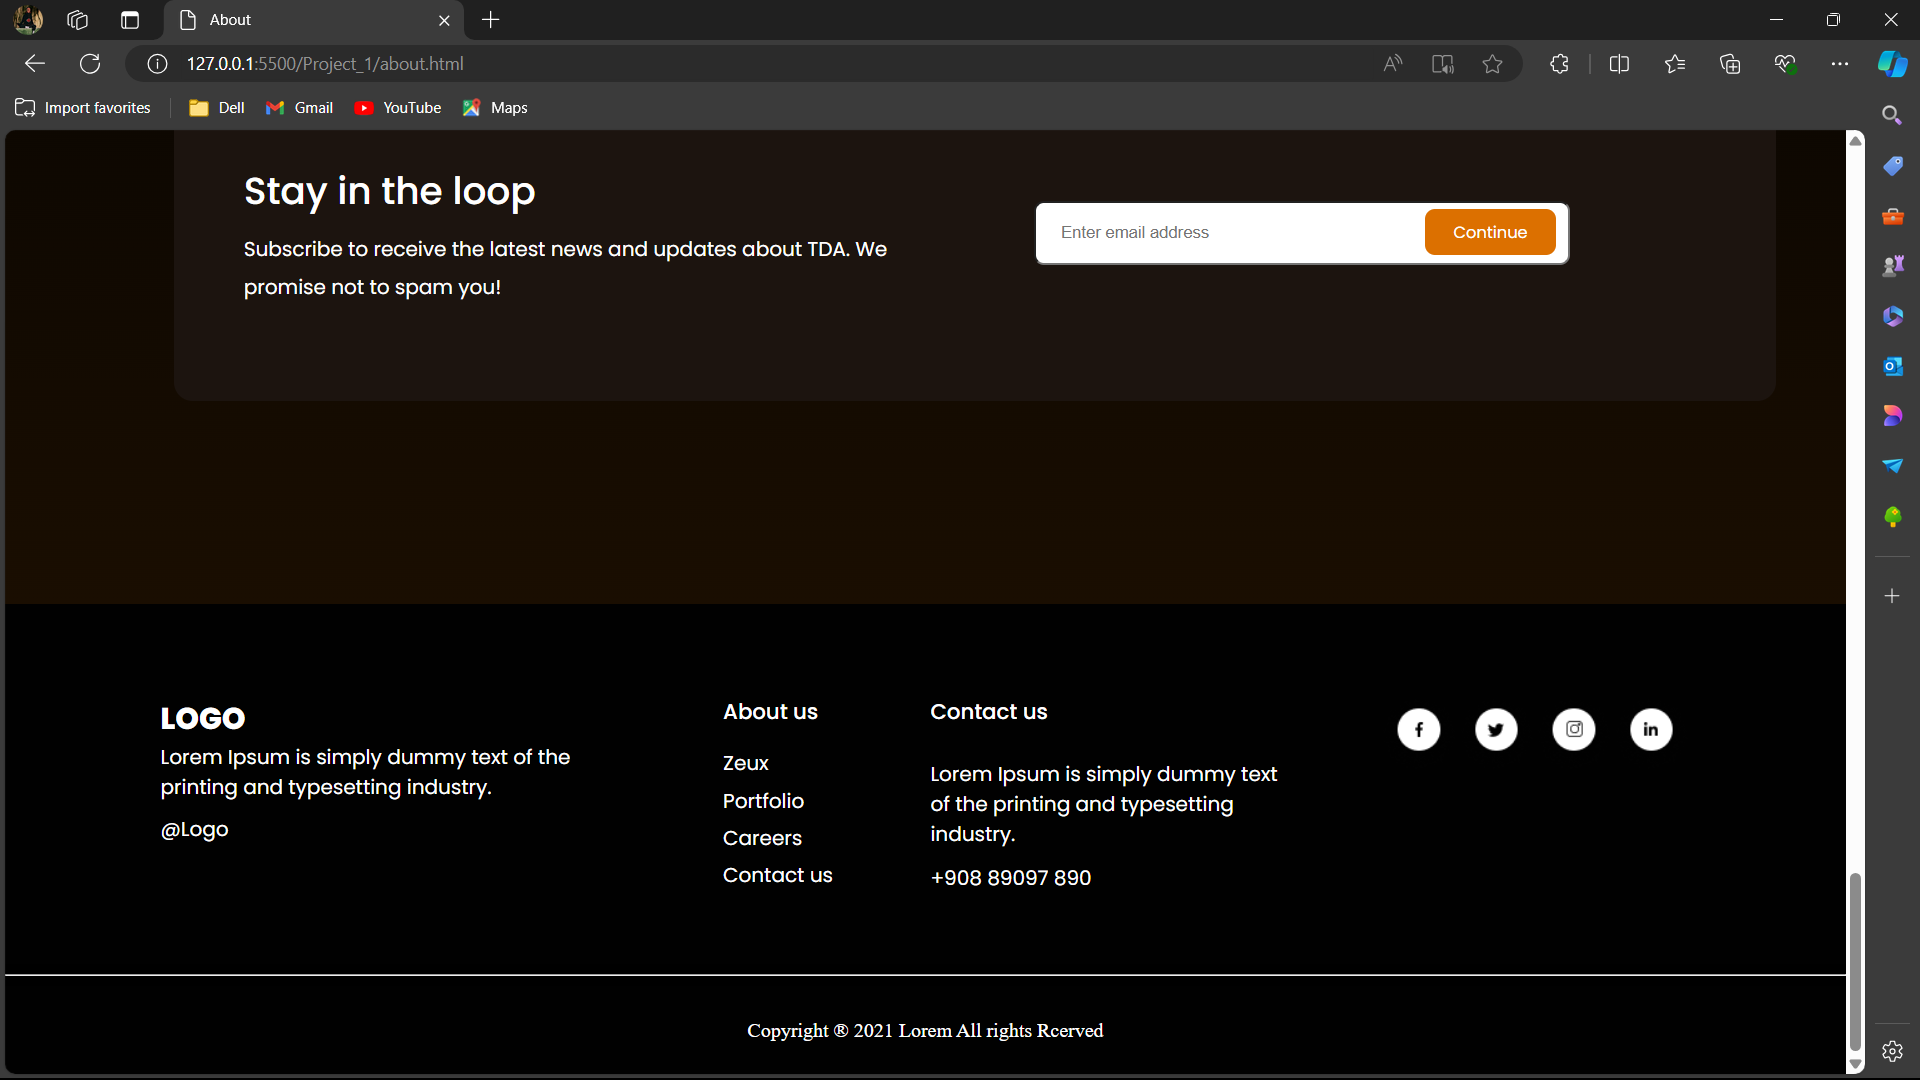 About
127.0.0.1:5500/Project_1/about.html
Import favorites
Dell
Gmail
YouTube
Maps
Stay in the loop
Subscribe to receive the latest news and updates about TDA. We
promise not to spam you!
Enter email address
Continue
LOGO
Lorem Ipsum is simply dummy text of the
printing and typesetting industry.
@Logo
About us
Zeux
Portfolio
Careers
Contact us
Contact us
Lorem Ipsum is simply dummy text
of the printing and typesetting
industry.
+908 89097 890
Copyright ® 2021 Lorem All rights Rcerved